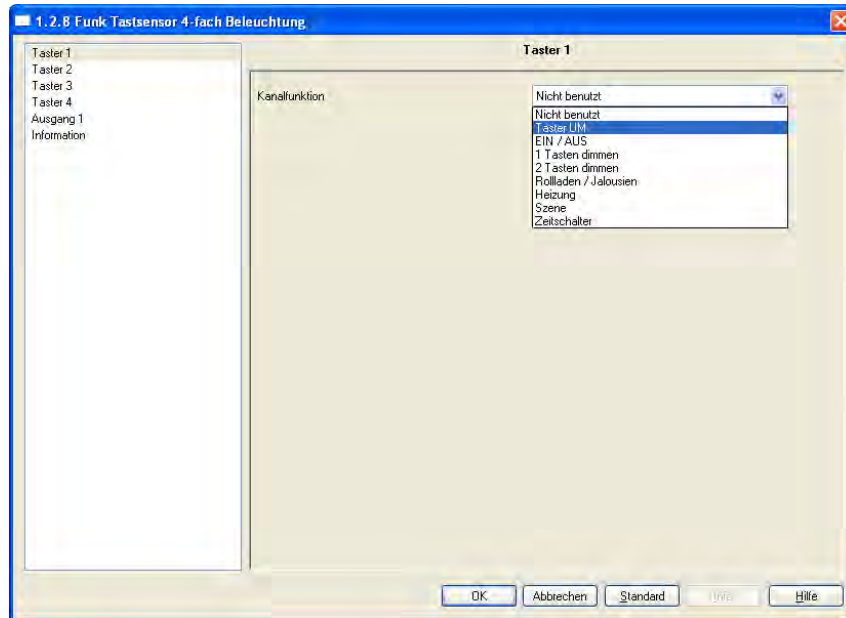 1.2.8 Funk Tastsensor 4-fach Beleuchtung
Taster 1
Taster 2
Taster 3
Taster 4
Ausgang 1
Information
Taster 1
Kanalfunktion
Nicht benutzt
Nicht benutzt
Taster UM
EIN / AUS
1 Tasten dimmen
2 Tasten dimmen
Rollladen / Jalousien
Heizung
Szene
Zeitschalter
OK Abbrechen Standard Hilfe